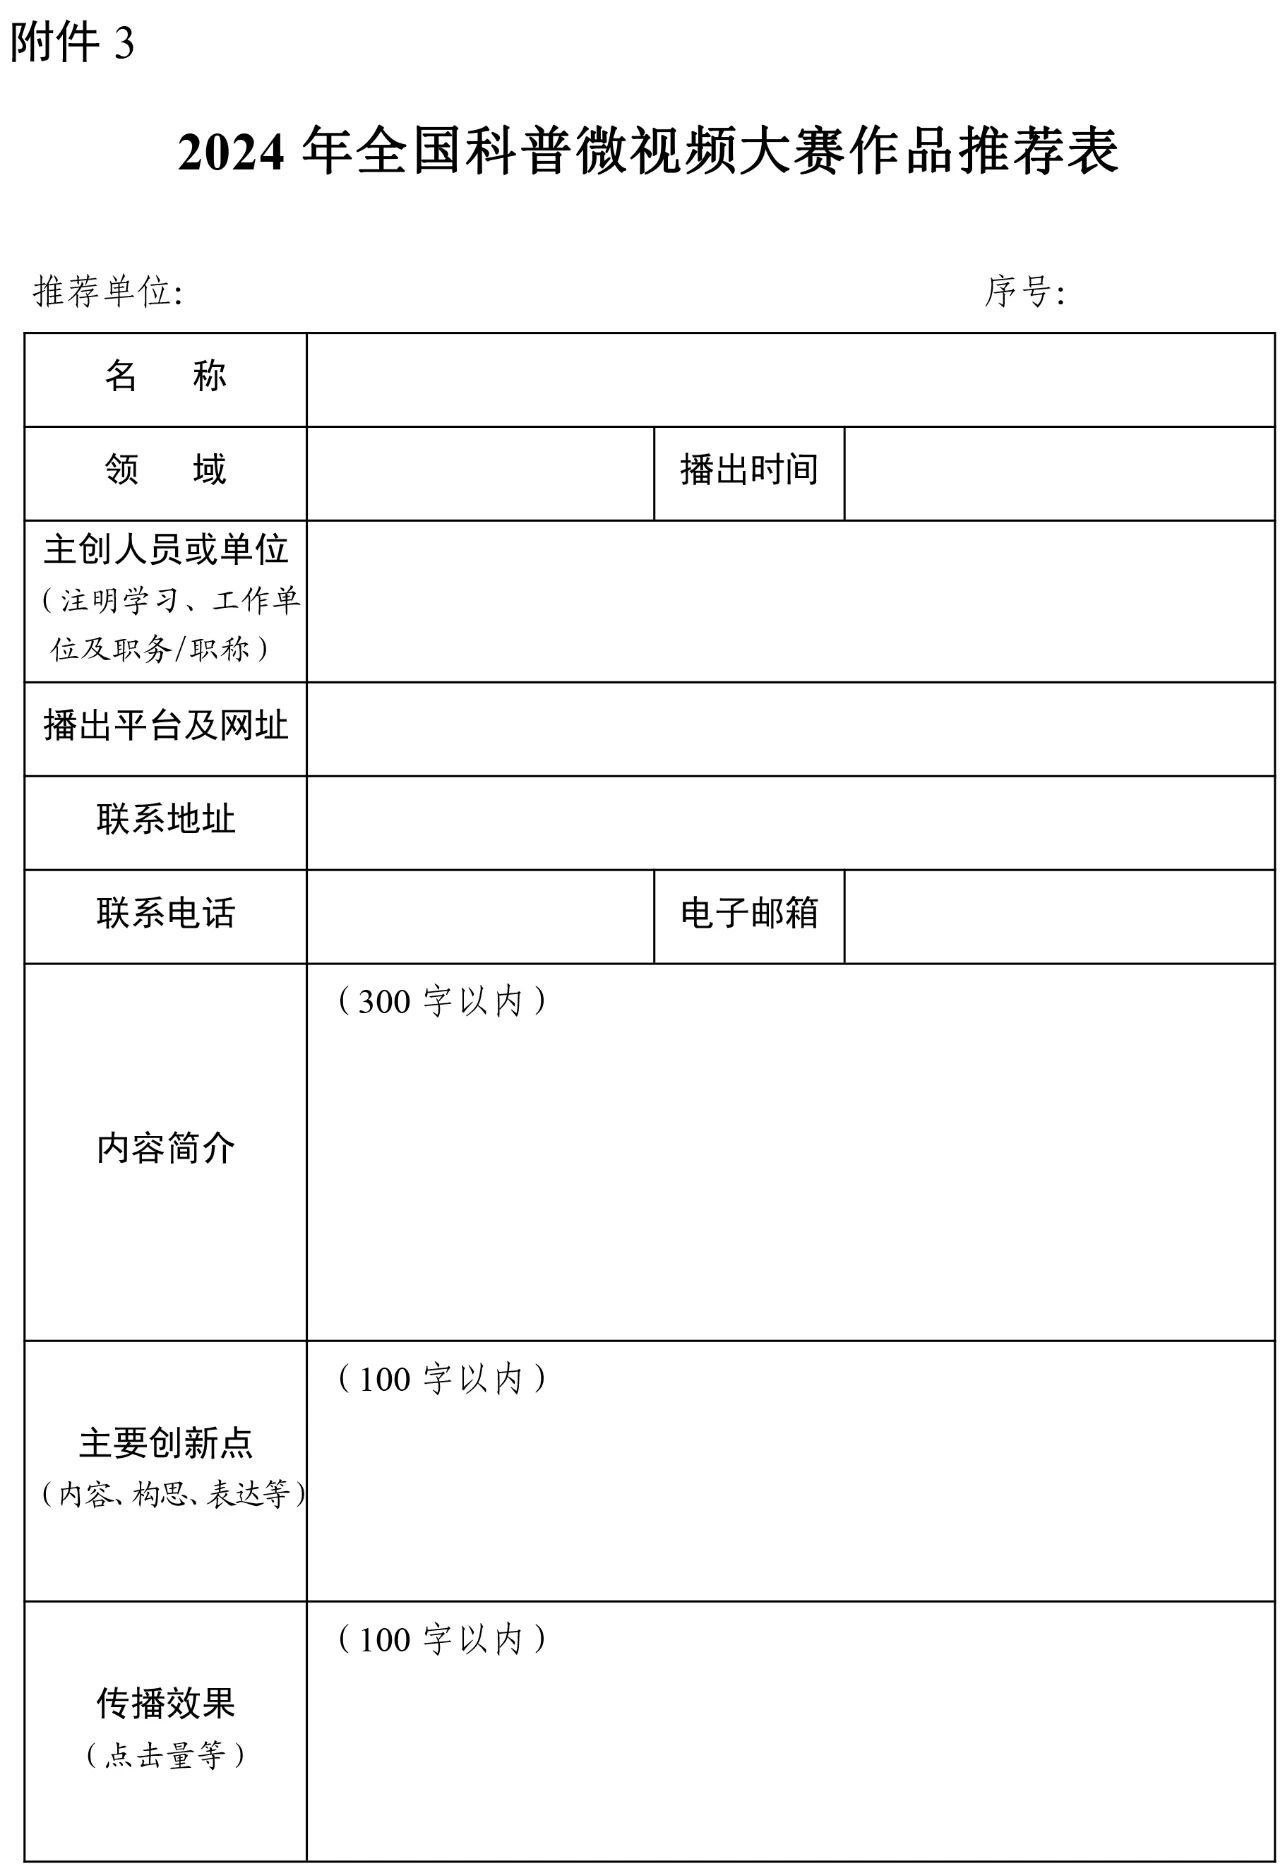 附件 3
2024 年全国科普微视频大赛作品推荐表
推荐单位: 序号:
名 称
领 域 播出时间
主创人员或单位
（注明学习、工作单
位及职务/职称）
播出平台及网址
联系地址
联系电话 电子邮箱
（300 字以内）
内容简介
（100 字以内）
主要创新点
（内容、构思、表达等）
（100 字以内）
传播效果
（点击量等）